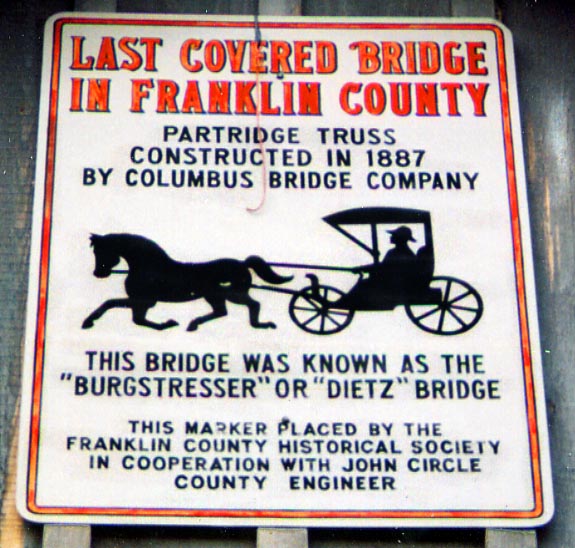 LAST COVERED BRIDGE
IN FRANKLIN COUNTY
PARTRIDGE TRUSS
CONSTRUCTED IN 1887
BY COLUMBUS BRIDGE COMPANY
THIS BRIDGE WAS KNOWN AS THE
"BURGSTRESSER" OR "DIETZ" BRIDGE
THIS MARKER PLACED BY THE
FRANKLIN COUNTY HISTORICAL SOCIETY
IN COOPERATION WITH JOHN CIRCLE
COUNTY ENGINEER